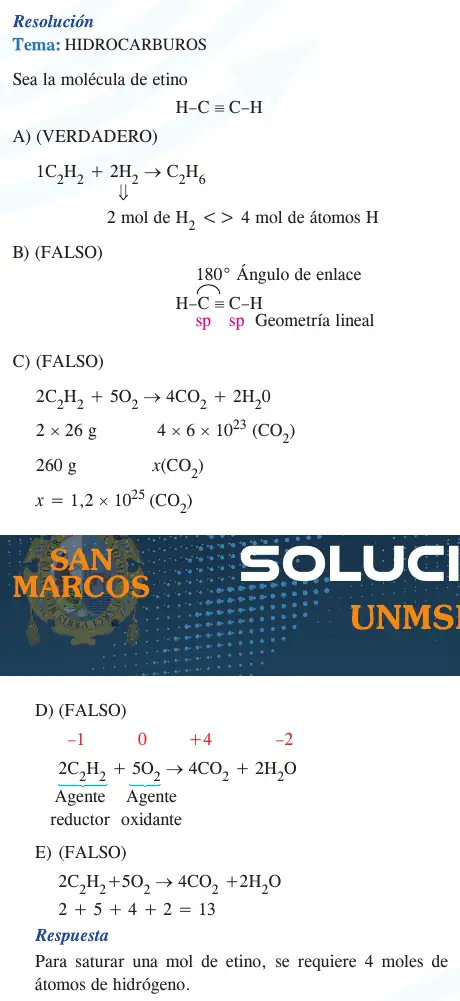 Resolución
Tema: HIDROCARBUROS
Sea la molécula de etino
H–C ≡ C–H
A) (VERDADERO)
1C₂H₂ + 2H₂ → C₂H₆
⇓
2 mol de H₂ < > 4 mol de átomos H
B) (FALSO)
180° Ángulo de enlace
H–C ≡ C–H
sp sp Geometría lineal
C) (FALSO)
2C₂H₂ + 5O₂ → 4CO₂ + 2H₂0
2 × 26 g 4 × 6 × 10²³ (CO₂)
260 g x(CO₂)
x = 1,2 × 10²⁵ (CO₂)
SAN
MARCOS
SOLUCI
UNMS
D) (FALSO)
–1 0 +4 –2
2C₂H₂ + 5O₂ → 4CO₂ + 2H₂O
Agente Agente
reductor oxidante
E) (FALSO)
2C₂H₂+5O₂ → 4CO₂ +2H₂O
2 + 5 + 4 + 2 = 13
Respuesta
Para saturar una mol de etino, se requiere 4 moles de
átomos de hidrógeno.